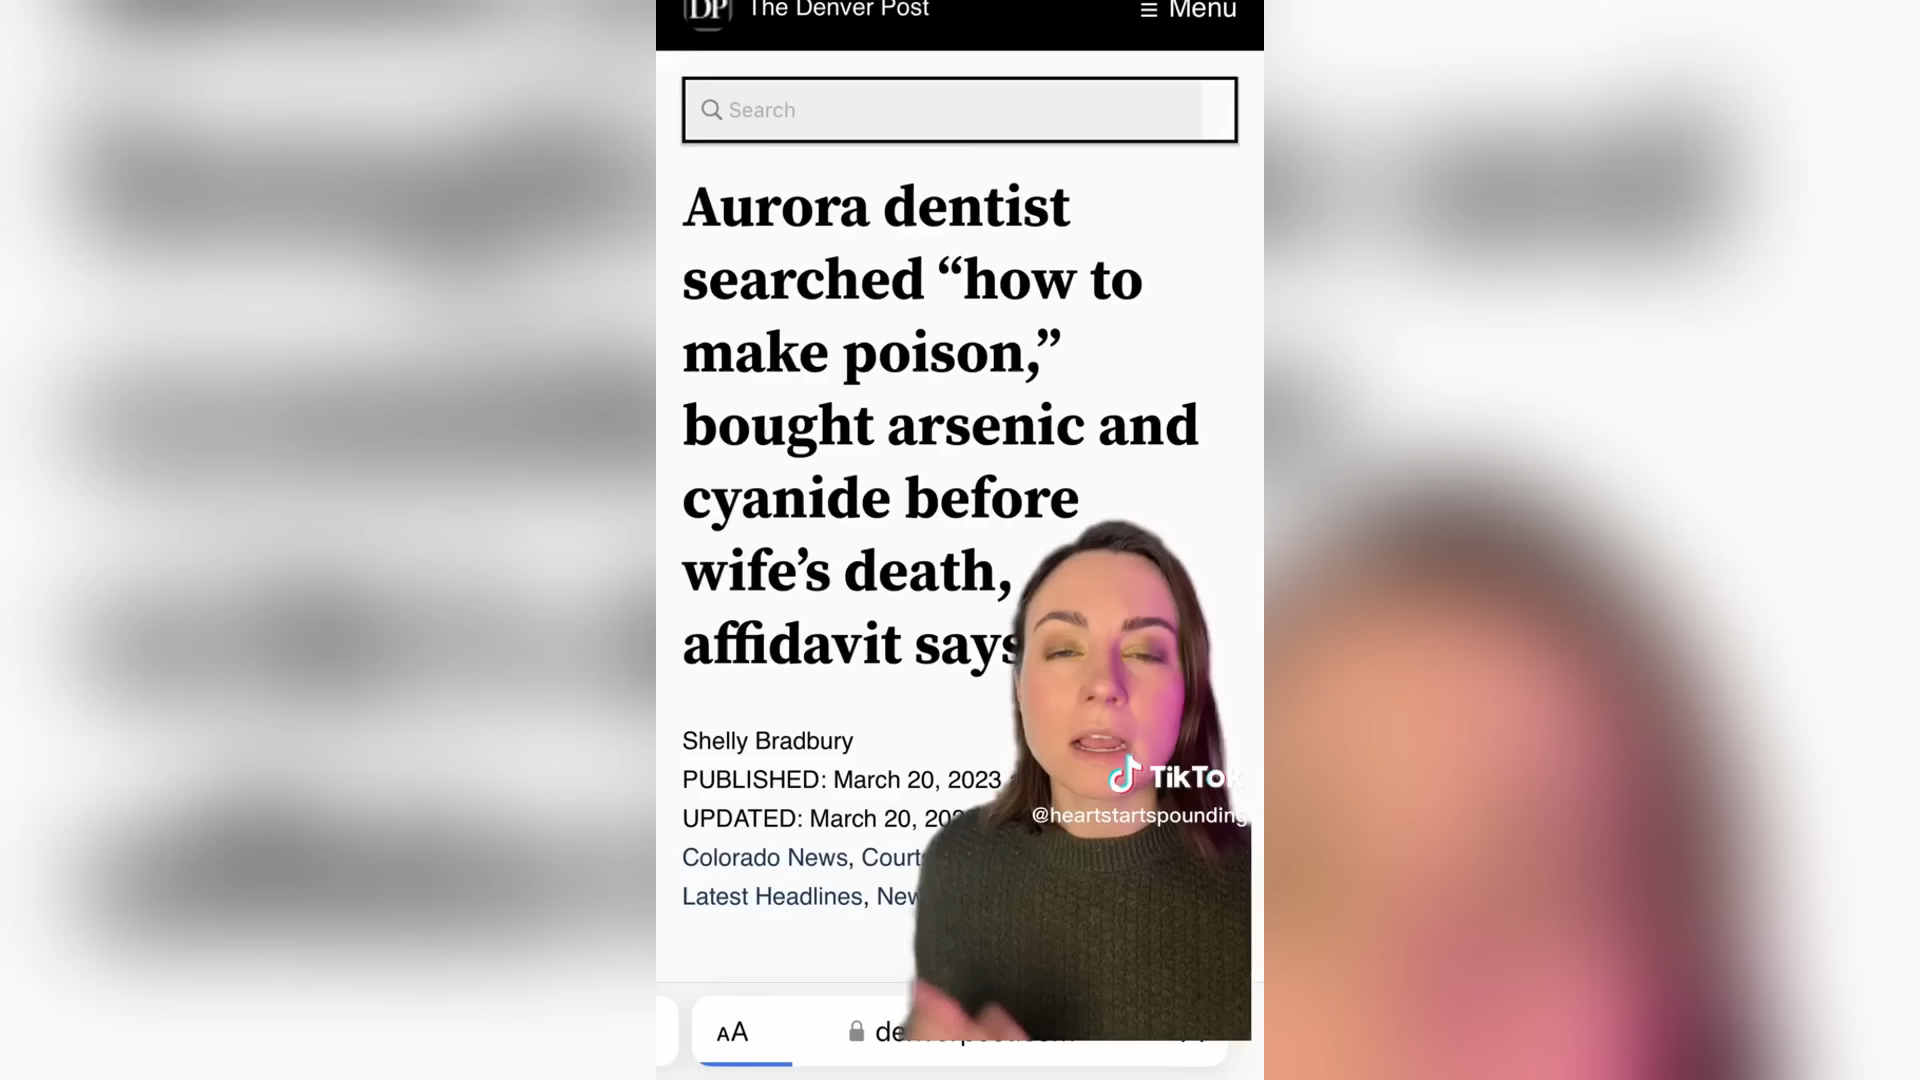 DP The Denver Post Menu
Search
Aurora dentist
searched “how to
make poison,”
bought arsenic and
cyanide before
wife’s death,
affidavit says
Shelly Bradbury
PUBLISHED: March 20, 2023
UPDATED: March 20,
Colorado News,
Latest Headlines,
TikTok
@heartstartspounding
AA